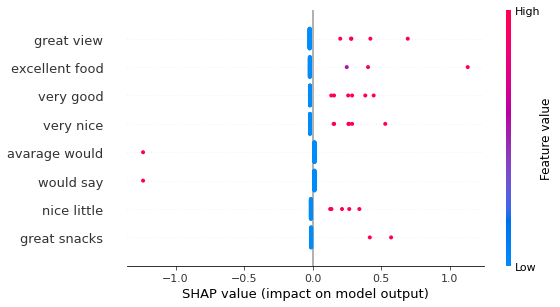 High
great view
excellent food
very good
very nice
avarage would
would say
nice little
great snacks
Feature value
Low
−1.0 −0.5 0.0 0.5 1.0
SHAP value (impact on model output)